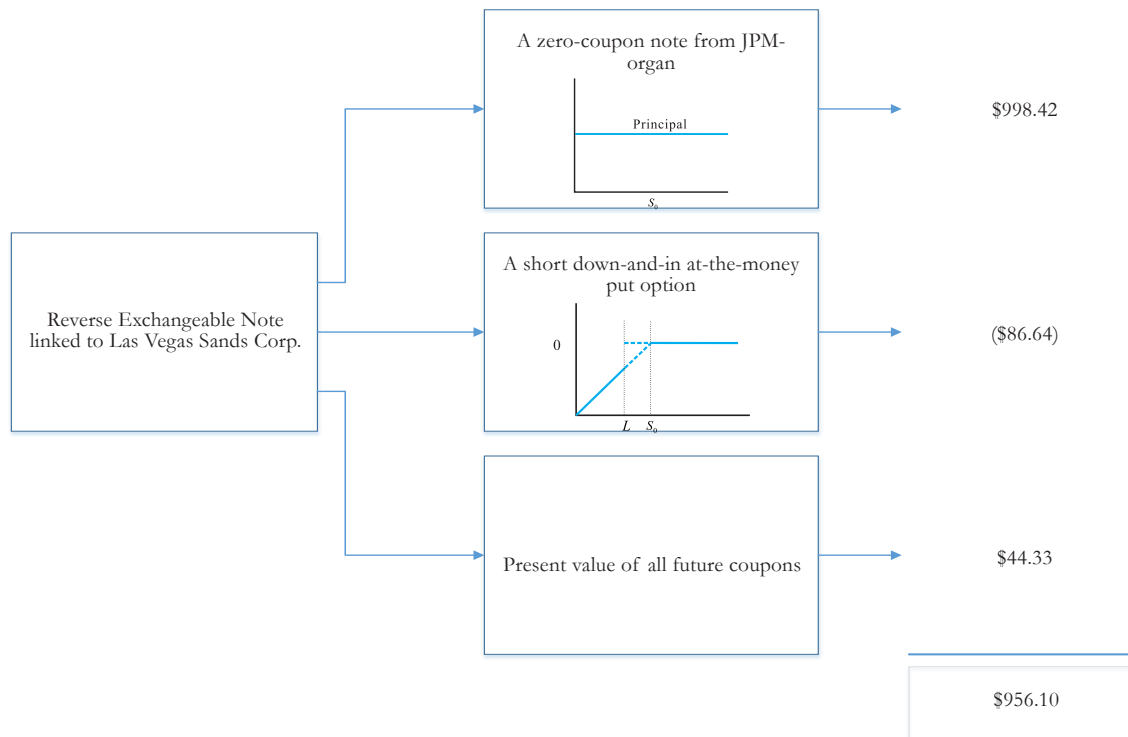 A zero-coupon note from JPM-
organ
Principal
S₀
$998.42
Reverse Exchangeable Note
linked to Las Vegas Sands Corp.
A short down-and-in at-the-money
put option
0
L S₀
($86.64)
Present value of all future coupons
$44.33
$956.10